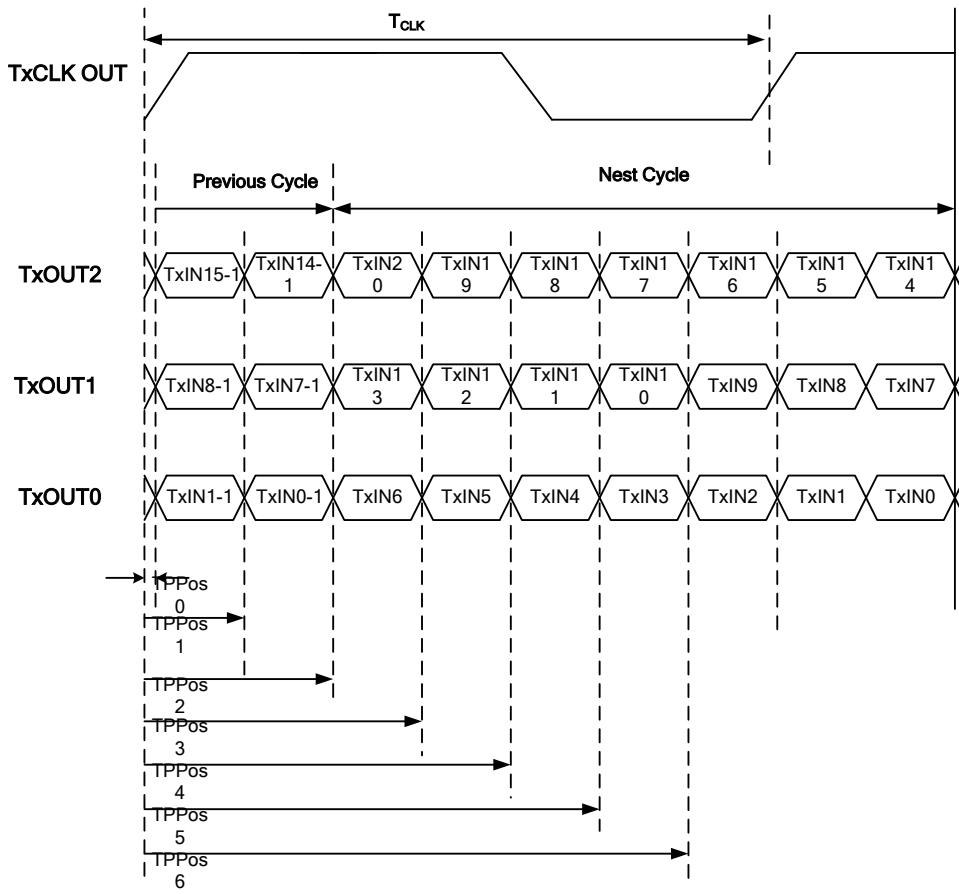 T_CLK
TxCLK OUT
Previous Cycle
Nest Cycle
TxOUT2
TxIN15-1
TxIN14-
1
TxIN2
0
TxIN1
9
TxIN1
8
TxIN1
7
TxIN1
6
TxIN1
5
TxIN1
4
TxOUT1
TxIN8-1
TxIN7-1
TxIN1
3
TxIN1
2
TxIN1
1
TxIN1
0
TxIN9
TxIN8
TxIN7
TxOUT0
TxIN1-1
TxIN0-1
TxIN6
TxIN5
TxIN4
TxIN3
TxIN2
TxIN1
TxIN0
TPPos
0
TPPos
1
TPPos
2
TPPos
3
TPPos
4
TPPos
5
TPPos
6